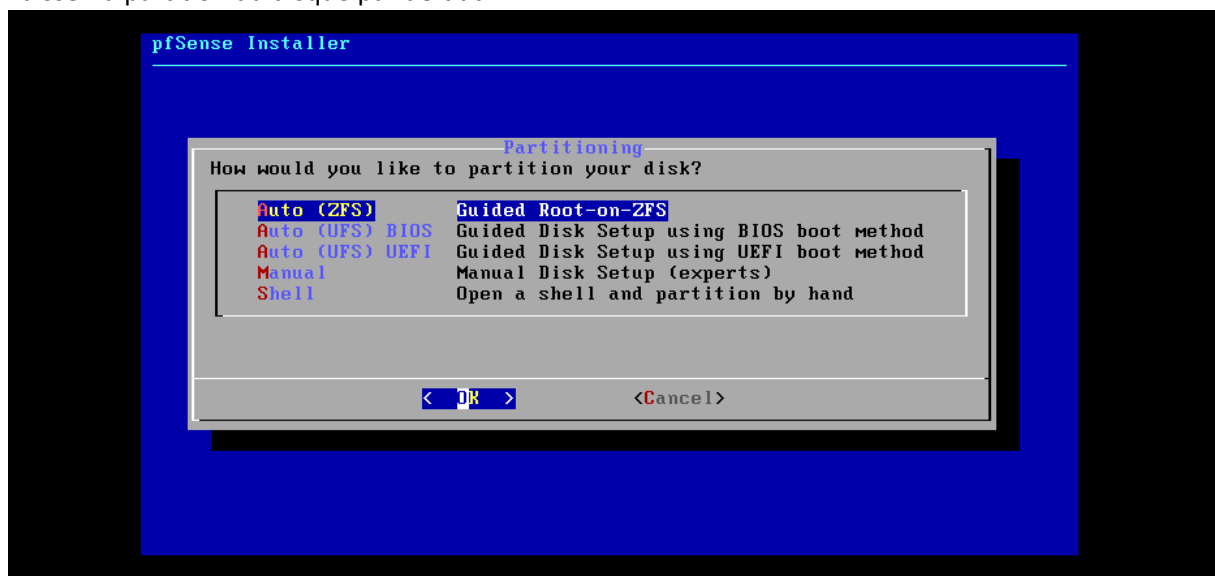 pfSense Installer
Partitioning
How would you like to partition your disk?
Auto (ZFS) Guided Root-on-ZFS
Auto (UFS) BIOS Guided Disk Setup using BIOS boot method
Auto (UFS) UEFI Guided Disk Setup using UEFI boot method
Manual Manual Disk Setup (experts)
Shell Open a shell and partition by hand
< OK > <Cancel>